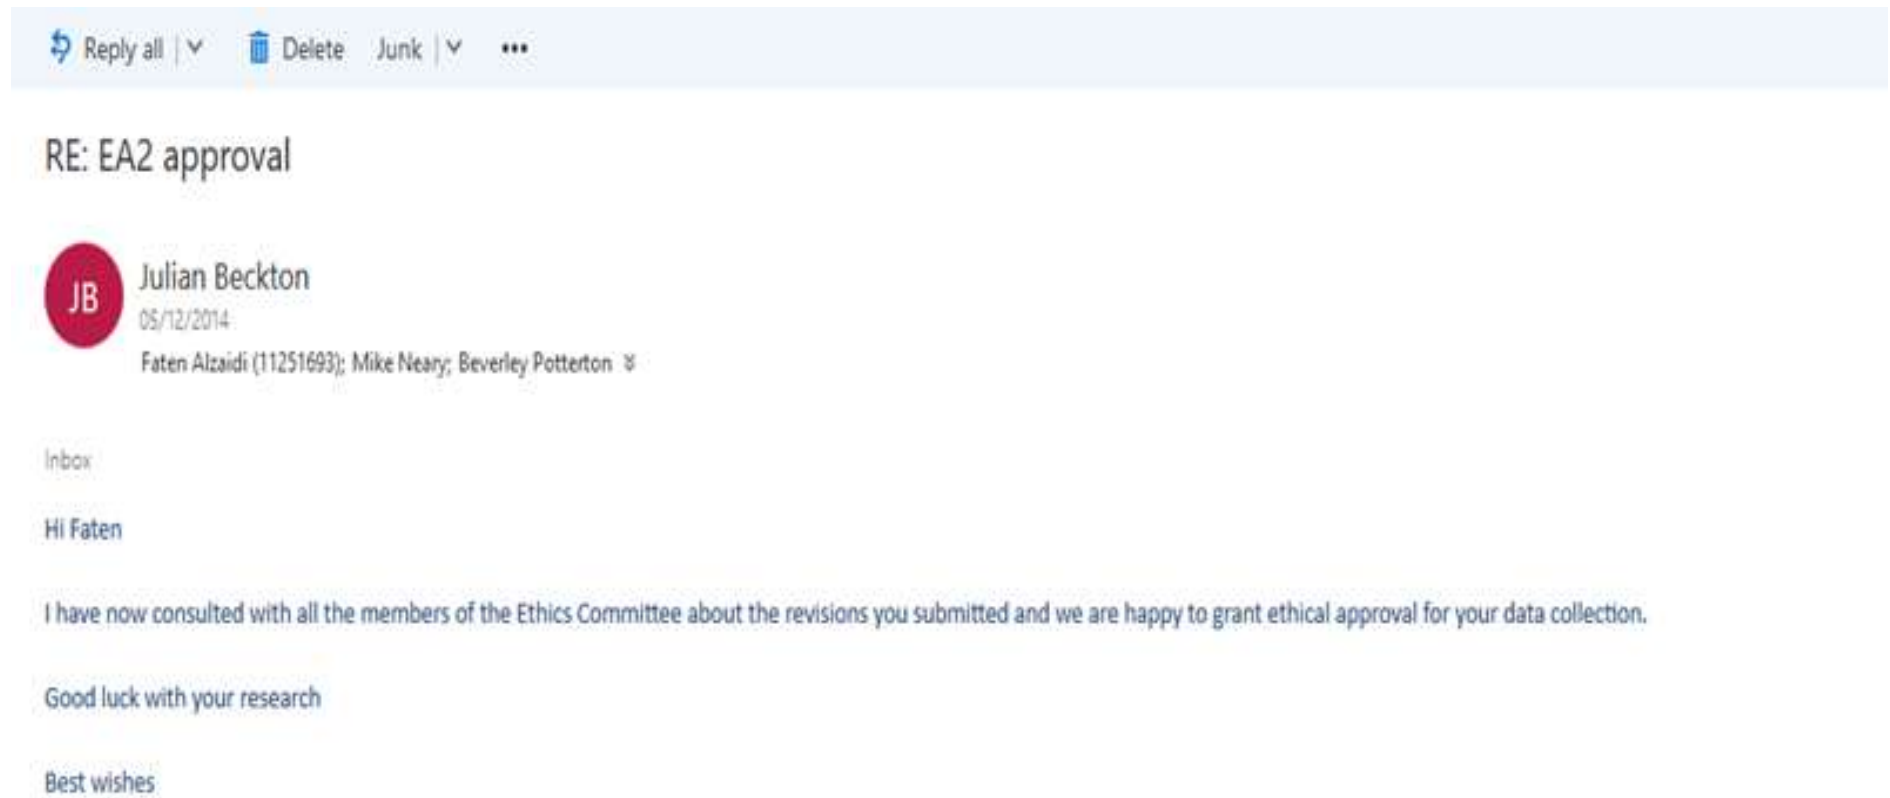 Reply all | Delete Junk | •••
RE: EA2 approval
JB
Julian Beckton
05/12/2014
Faten Alzaidi (11251693); Mike Neary; Beverley Potterton
Inbox
Hi Faten
I have now consulted with all the members of the Ethics Committee about the revisions you submitted and we are happy to grant ethical approval for your data collection.
Good luck with your research
Best wishes